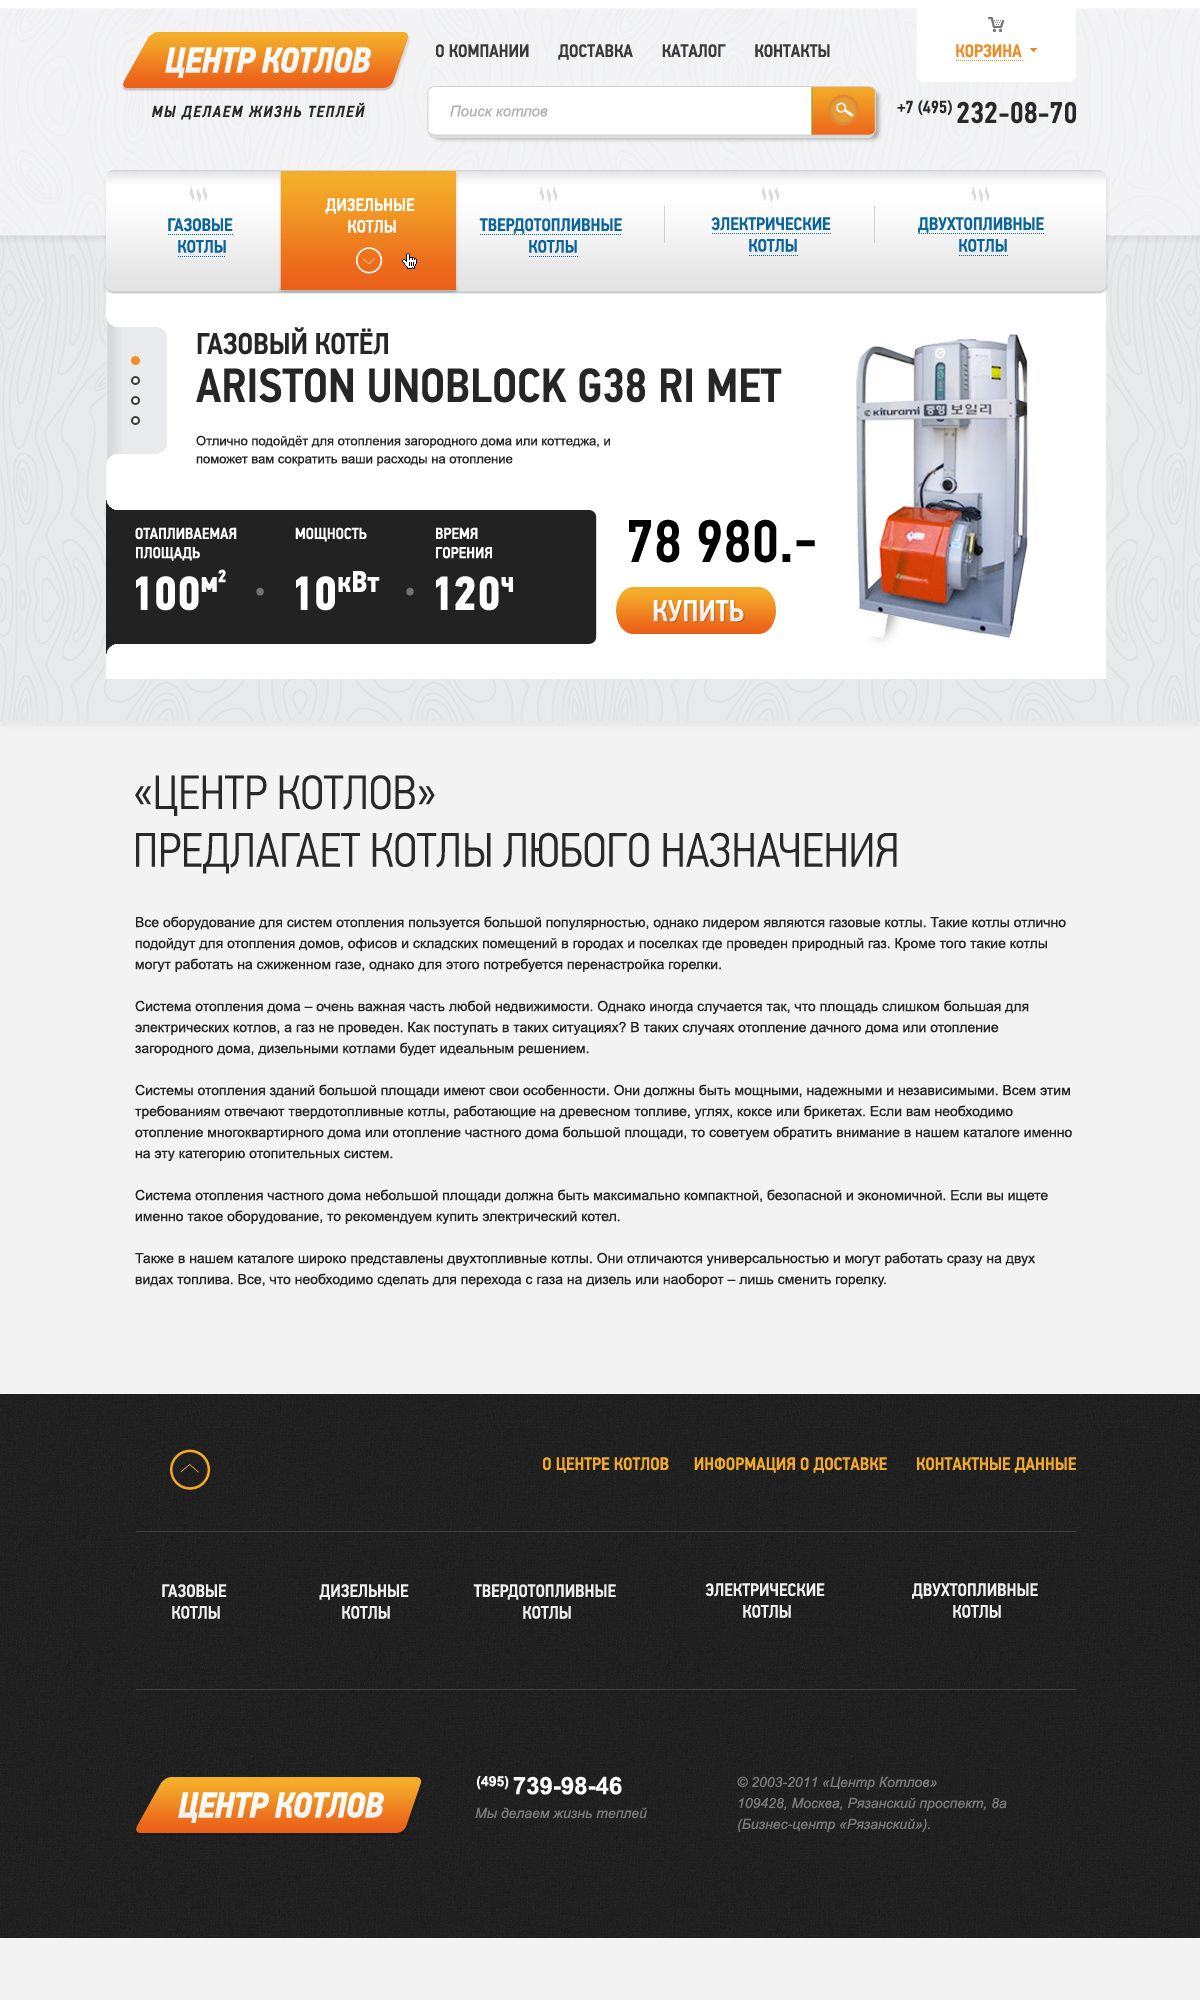 ЦЕНТР КОТЛОВ
МЫ ДЕЛАЕМ ЖИЗНЬ ТЕПЛЕЙ
О КОМПАНИИ ДОСТАВКА КАТАЛОГ КОНТАКТЫ
КОРЗИНА
Поиск котлов
+7 (495) 232-08-70
ГАЗОВЫЕ
КОТЛЫ
ДИЗЕЛЬНЫЕ
КОТЛЫ
ТВЕРДОТОПЛИВНЫЕ
КОТЛЫ
ЭЛЕКТРИЧЕСКИЕ
КОТЛЫ
ДВУХТОПЛИВНЫЕ
КОТЛЫ
ГАЗОВЫЙ КОТЁЛ
ARISTON UNOBLOCK G38 RI MET
Отлично подойдёт для отопления загородного дома или коттеджа, и
поможет вам сократить ваши расходы на отопление
kiturami 보일러
ОТАПЛИВАЕМАЯ
ПЛОЩАДЬ
100м²
МОЩНОСТЬ
10кВт
ВРЕМЯ
ГОРЕНИЯ
120ч
78 980.-
КУПИТЬ
«ЦЕНТР КОТЛОВ»
ПРЕДЛАГАЕТ КОТЛЫ ЛЮБОГО НАЗНАЧЕНИЯ
Все оборудование для систем отопления пользуется большой популярностью, однако лидером являются газовые котлы. Такие котлы отлично
подойдут для отопления домов, офисов и складских помещений в городах и поселках где проведен природный газ. Кроме того такие котлы
могут работать на сжиженном газе, однако для этого потребуется перенастройка горелки.
Система отопления дома – очень важная часть любой недвижимости. Однако иногда случается так, что площадь слишком большая для
электрических котлов, а газ не проведен. Как поступать в таких ситуациях? В таких случаях отопление дачного дома или отопление
загородного дома, дизельными котлами будет идеальным решением.
Системы отопления зданий большой площади имеют свои особенности. Они должны быть мощными, надежными и независимыми. Всем этим
требованиям отвечают твердотопливные котлы, работающие на древесном топливе, углях, коксе или брикетах. Если вам необходимо
отопление многоквартирного дома или отопление частного дома большой площади, то советуем обратить внимание в нашем каталоге именно
на эту категорию отопительных систем.
Система отопления частного дома небольшой площади должна быть максимально компактной, безопасной и экономичной. Если вы ищете
именно такое оборудование, то рекомендуем купить электрический котел.
Также в нашем каталоге широко представлены двухтопливные котлы. Они отличаются универсальностью и могут работать сразу на двух
видах топлива. Все, что необходимо сделать для перехода с газа на дизель или наоборот – лишь сменить горелку.
О ЦЕНТРЕ КОТЛОВ ИНФОРМАЦИЯ О ДОСТАВКЕ КОНТАКТНЫЕ ДАННЫЕ
ГАЗОВЫЕ
КОТЛЫ
ДИЗЕЛЬНЫЕ
КОТЛЫ
ТВЕРДОТОПЛИВНЫЕ
КОТЛЫ
ЭЛЕКТРИЧЕСКИЕ
КОТЛЫ
ДВУХТОПЛИВНЫЕ
КОТЛЫ
ЦЕНТР КОТЛОВ
(495) 739-98-46
Мы делаем жизнь теплей
© 2003-2011 «Центр Котлов»
109428, Москва, Рязанский проспект, 8а
(Бизнес-центр «Рязанский»).